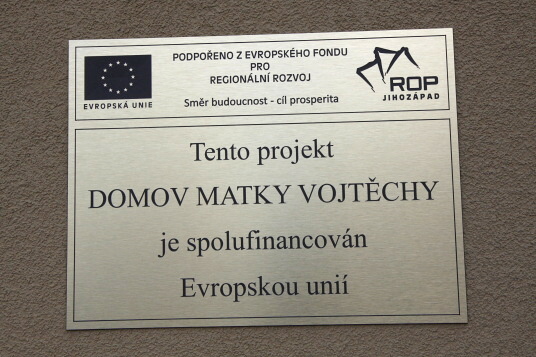 PODPOŘENO Z EVROPSKÉHO FONDU
PRO
REGIONÁLNÍ ROZVOJ
Směr budoucnost - cíl prosperita
EVROPSKÁ UNIE
ROP
JIHOZÁPAD
Tento projekt
DOMOV MATKY VOJTĚCHY
je spolufinancován
Evropskou unií